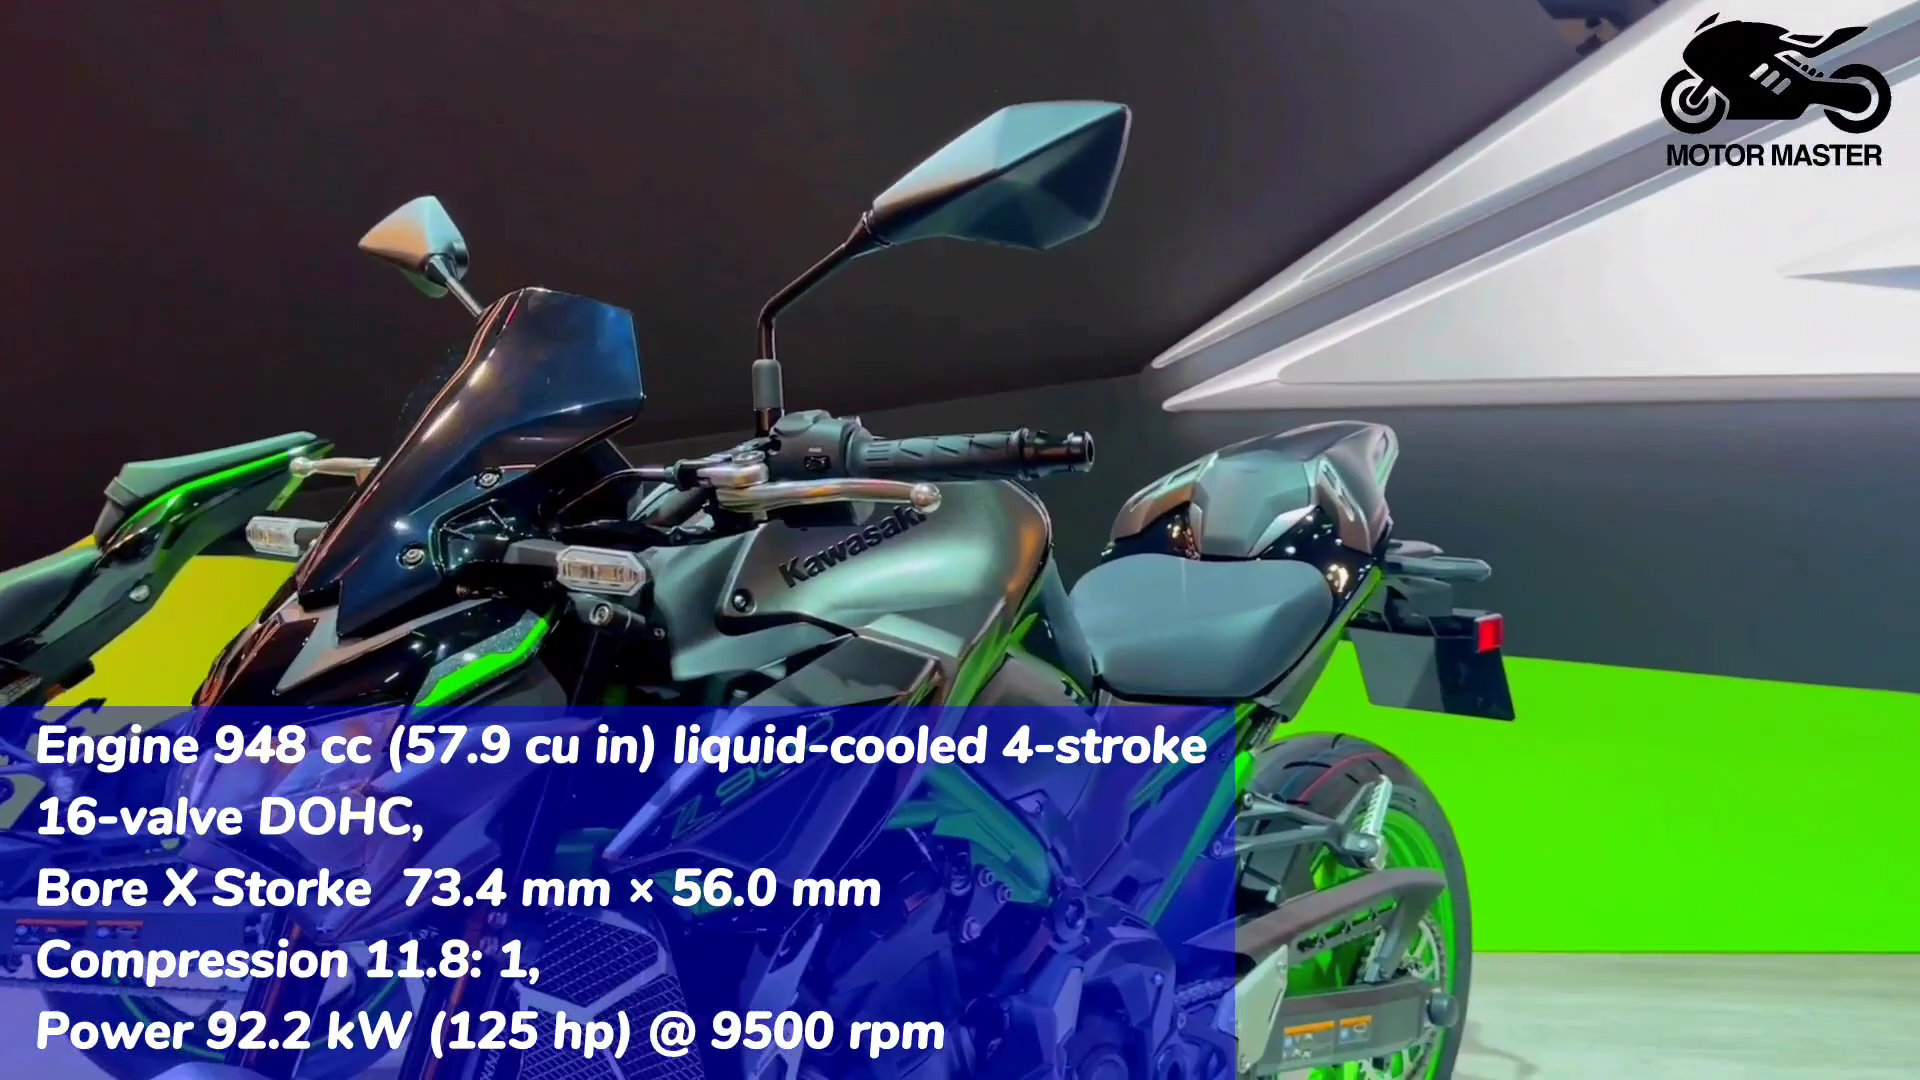 MOTOR MASTER
Kawasaki
Z900
Engine 948 cc (57.9 cu in) liquid-cooled 4-stroke
16-valve DOHC,
Bore X Storke 73.4 mm × 56.0 mm
Compression 11.8: 1,
Power 92.2 kW (125 hp) @ 9500 rpm